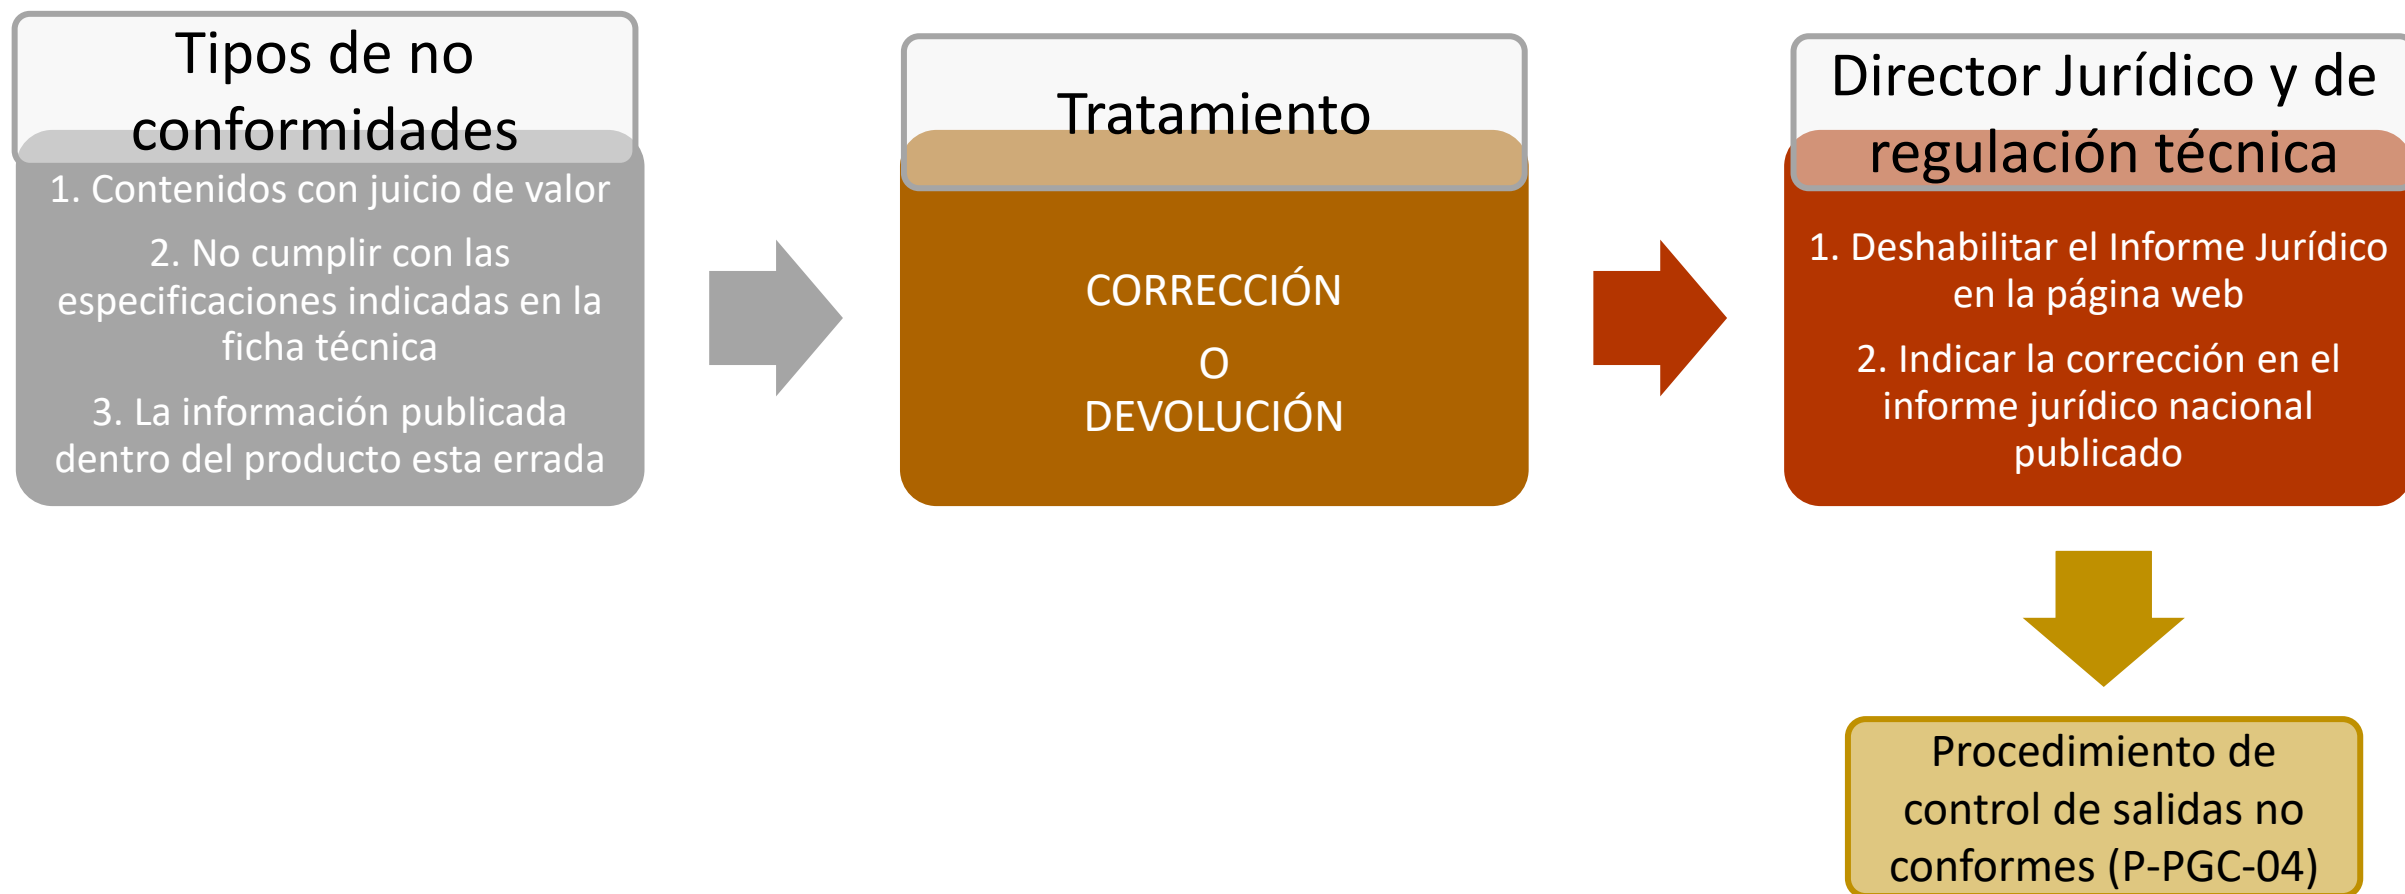 Tipos de no
conformidades
1. Contenidos con juicio de valor
2. No cumplir con las
especificaciones indicadas en la
ficha técnica
3. La información publicada
dentro del producto esta errada
Tratamiento
CORRECCIÓN
O
DEVOLUCIÓN
Director Jurídico y de
regulación técnica
1. Deshabilitar el Informe Jurídico
en la página web
2. Indicar la corrección en el
informe jurídico nacional
publicado
Procedimiento de
control de salidas no
conformes (P-PGC-04)